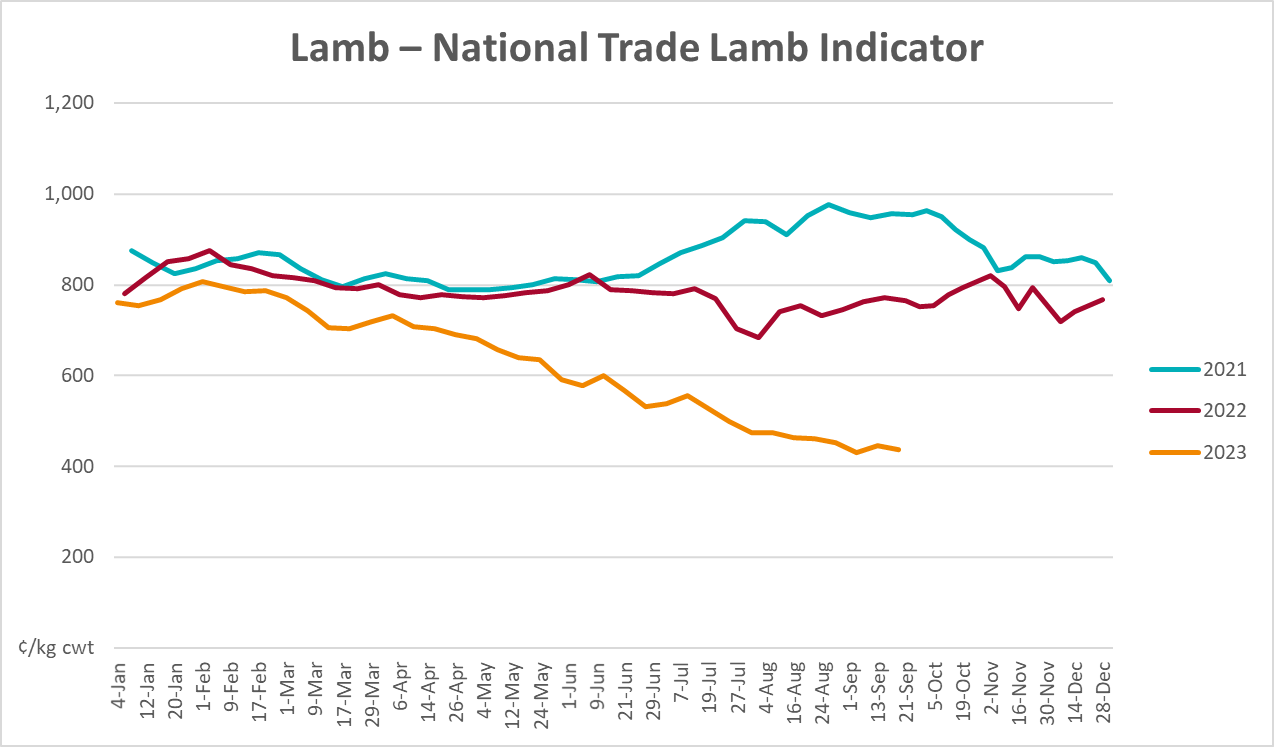 Lamb – National Trade Lamb Indicator
1,200
1,000
800
600
400
200
¢/kg cwt
4-Jan
12-Jan
20-Jan
1-Feb
9-Feb
17-Feb
1-Mar
9-Mar
17-Mar
29-Mar
6-Apr
14-Apr
26-Apr
4-May
12-May
24-May
1-Jun
9-Jun
21-Jun
29-Jun
7-Jul
19-Jul
27-Jul
4-Aug
16-Aug
24-Aug
1-Sep
13-Sep
21-Sep
5-Oct
19-Oct
2-Nov
16-Nov
30-Nov
14-Dec
28-Dec
2021
2022
2023